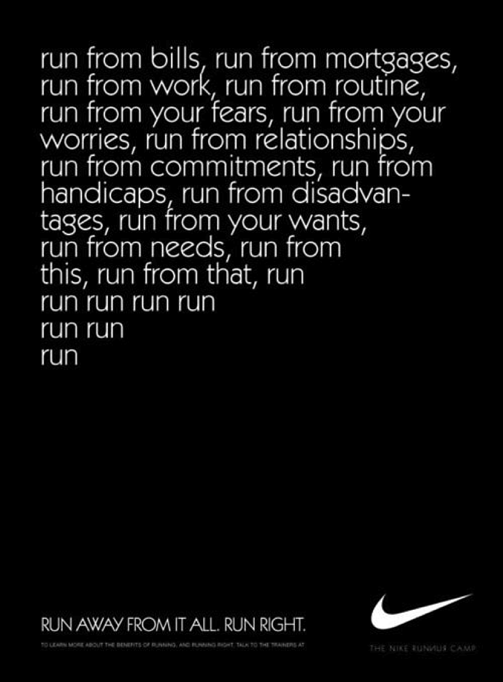 run from bills, run from mortgages,
run from work, run from routine,
run from your fears, run from your
worries, run from relationships,
run from commitments, run from
handicaps, run from disadvan-
tages, run from your wants,
run from needs, run from
this, run from that, run
run run run run
run run
run
RUN AWAY FROM IT ALL. RUN RIGHT.
TO LEARN MORE ABOUT THE BENEFITS OF RUNNING, AND RUNNING RIGHT, TALK TO THE TRAINERS AT
THE NIKE CAMP